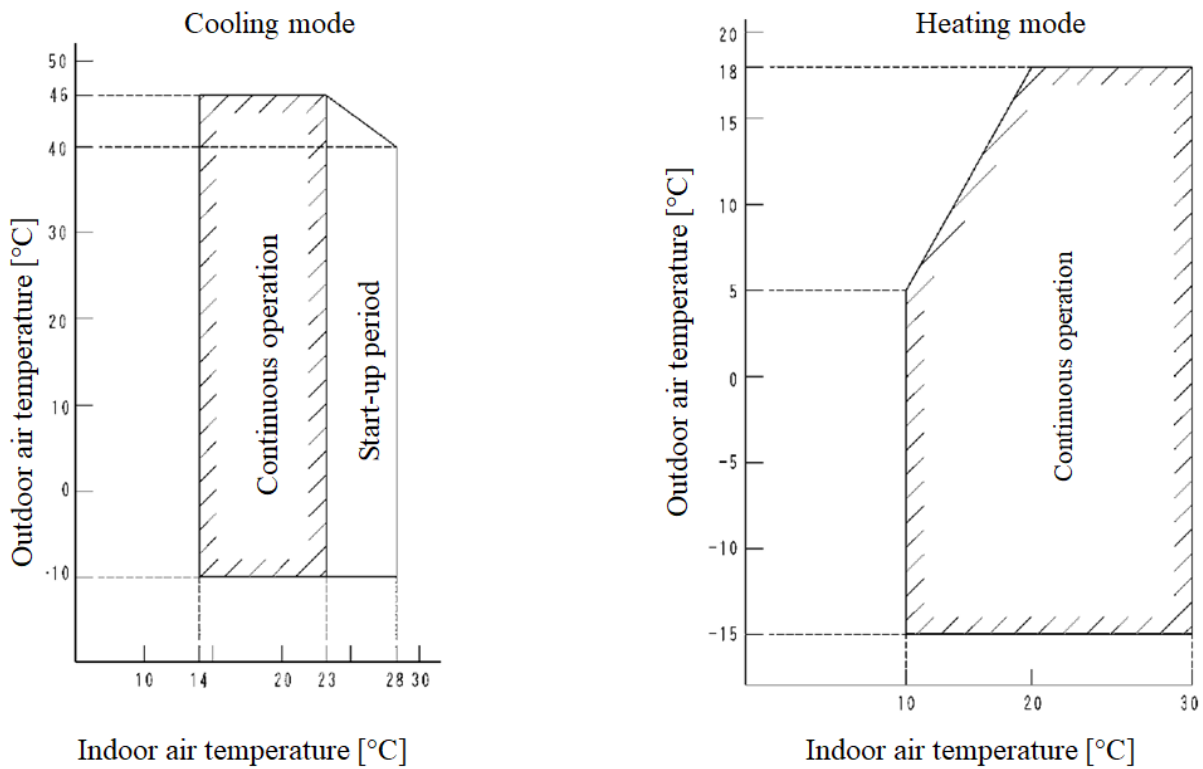 Cooling mode
50
46
40
30
20
10
0
-10
Outdoor air temperature [°C]
Continuous operation
Start-up period
10 14 20 23 28 30
Indoor air temperature [°C]
Heating mode
20
18
15
10
5
0
-5
-10
-15
Outdoor air temperature [°C]
Continuous operation
10 20 30
Indoor air temperature [°C]